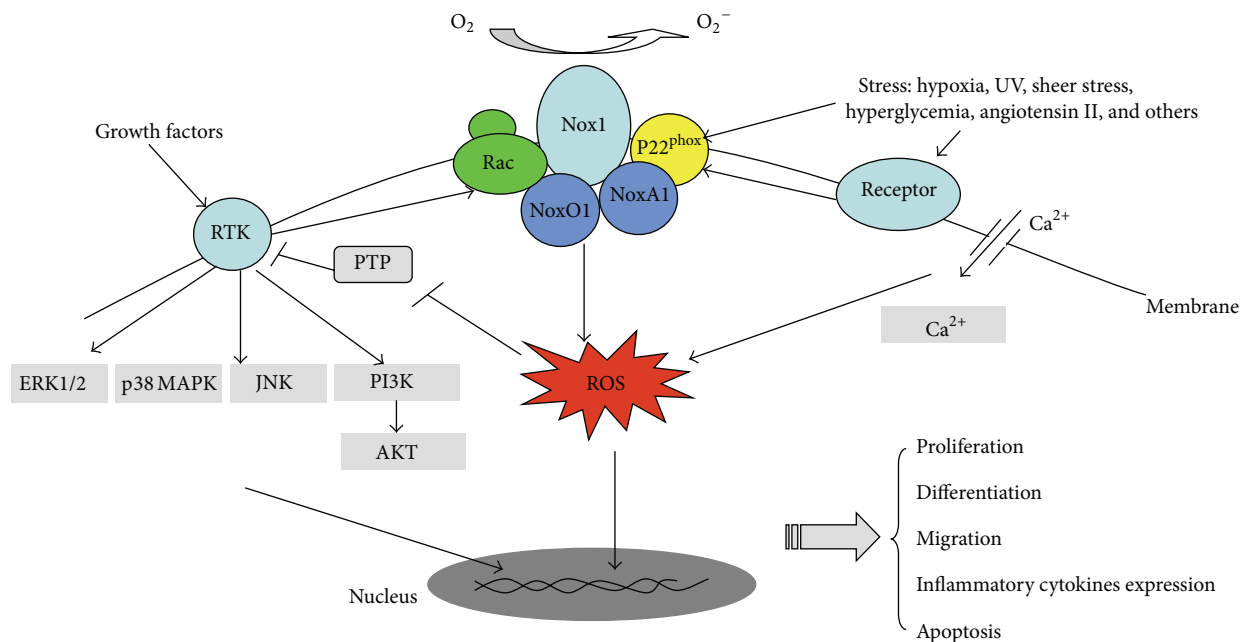 O₂
O₂⁻
Stress: hypoxia, UV, sheer stress,
hyperglycemia, angiotensin II, and others
Growth factors
Nox1
P22ᵖʰᵒˣ
Rac
NoxA1
NoxO1
Receptor
RTK
PTP
Ca²⁺
Membrane
Ca²⁺
ERK1/2
p38 MAPK
JNK
PI3K
ROS
AKT
Proliferation
Differentiation
Migration
Inflammatory cytokines expression
Apoptosis
Nucleus